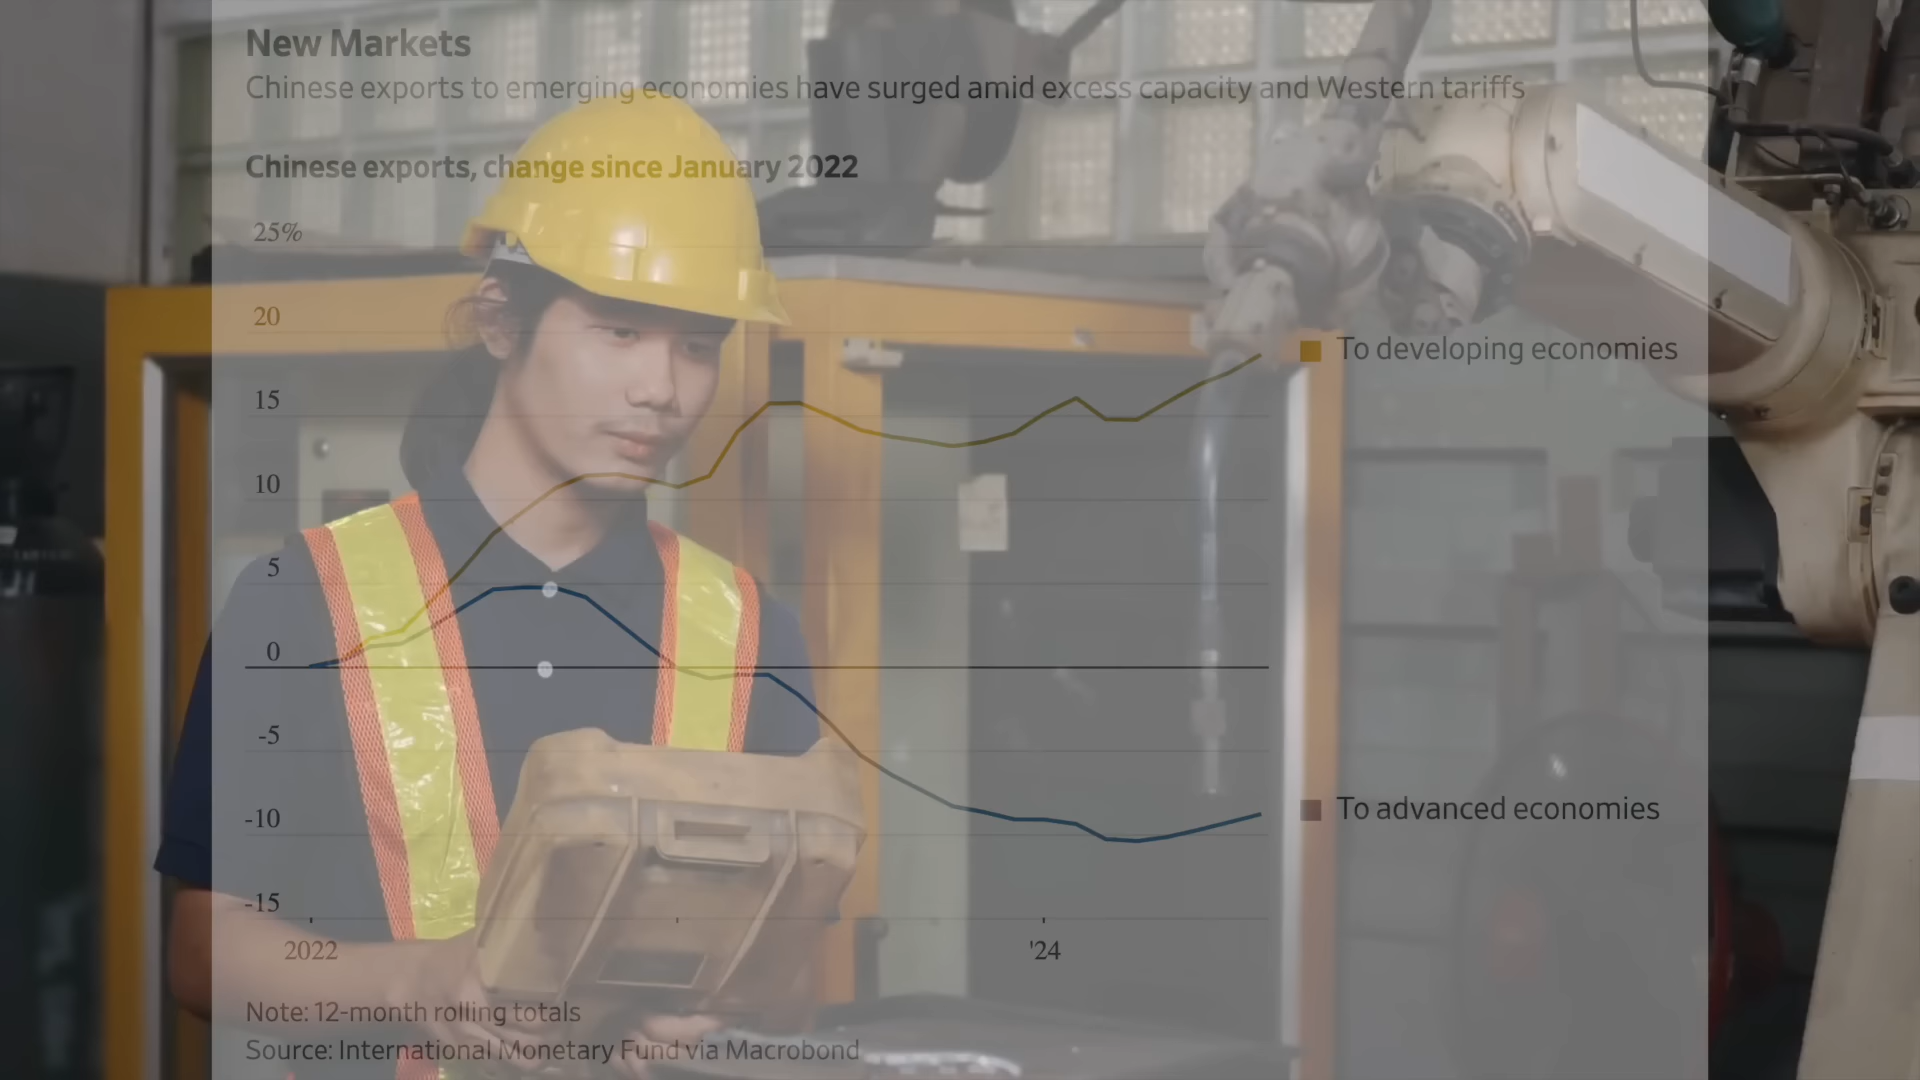 New Markets
Chinese exports to emerging economies have surged amid excess capacity and Western tariffs
Chinese exports, change since January 2022
25%
20
15
10
5
0
-5
-10
-15
To developing economies
To advanced economies
2022
'24
Note: 12-month rolling totals
Source: International Monetary Fund via Macrobond